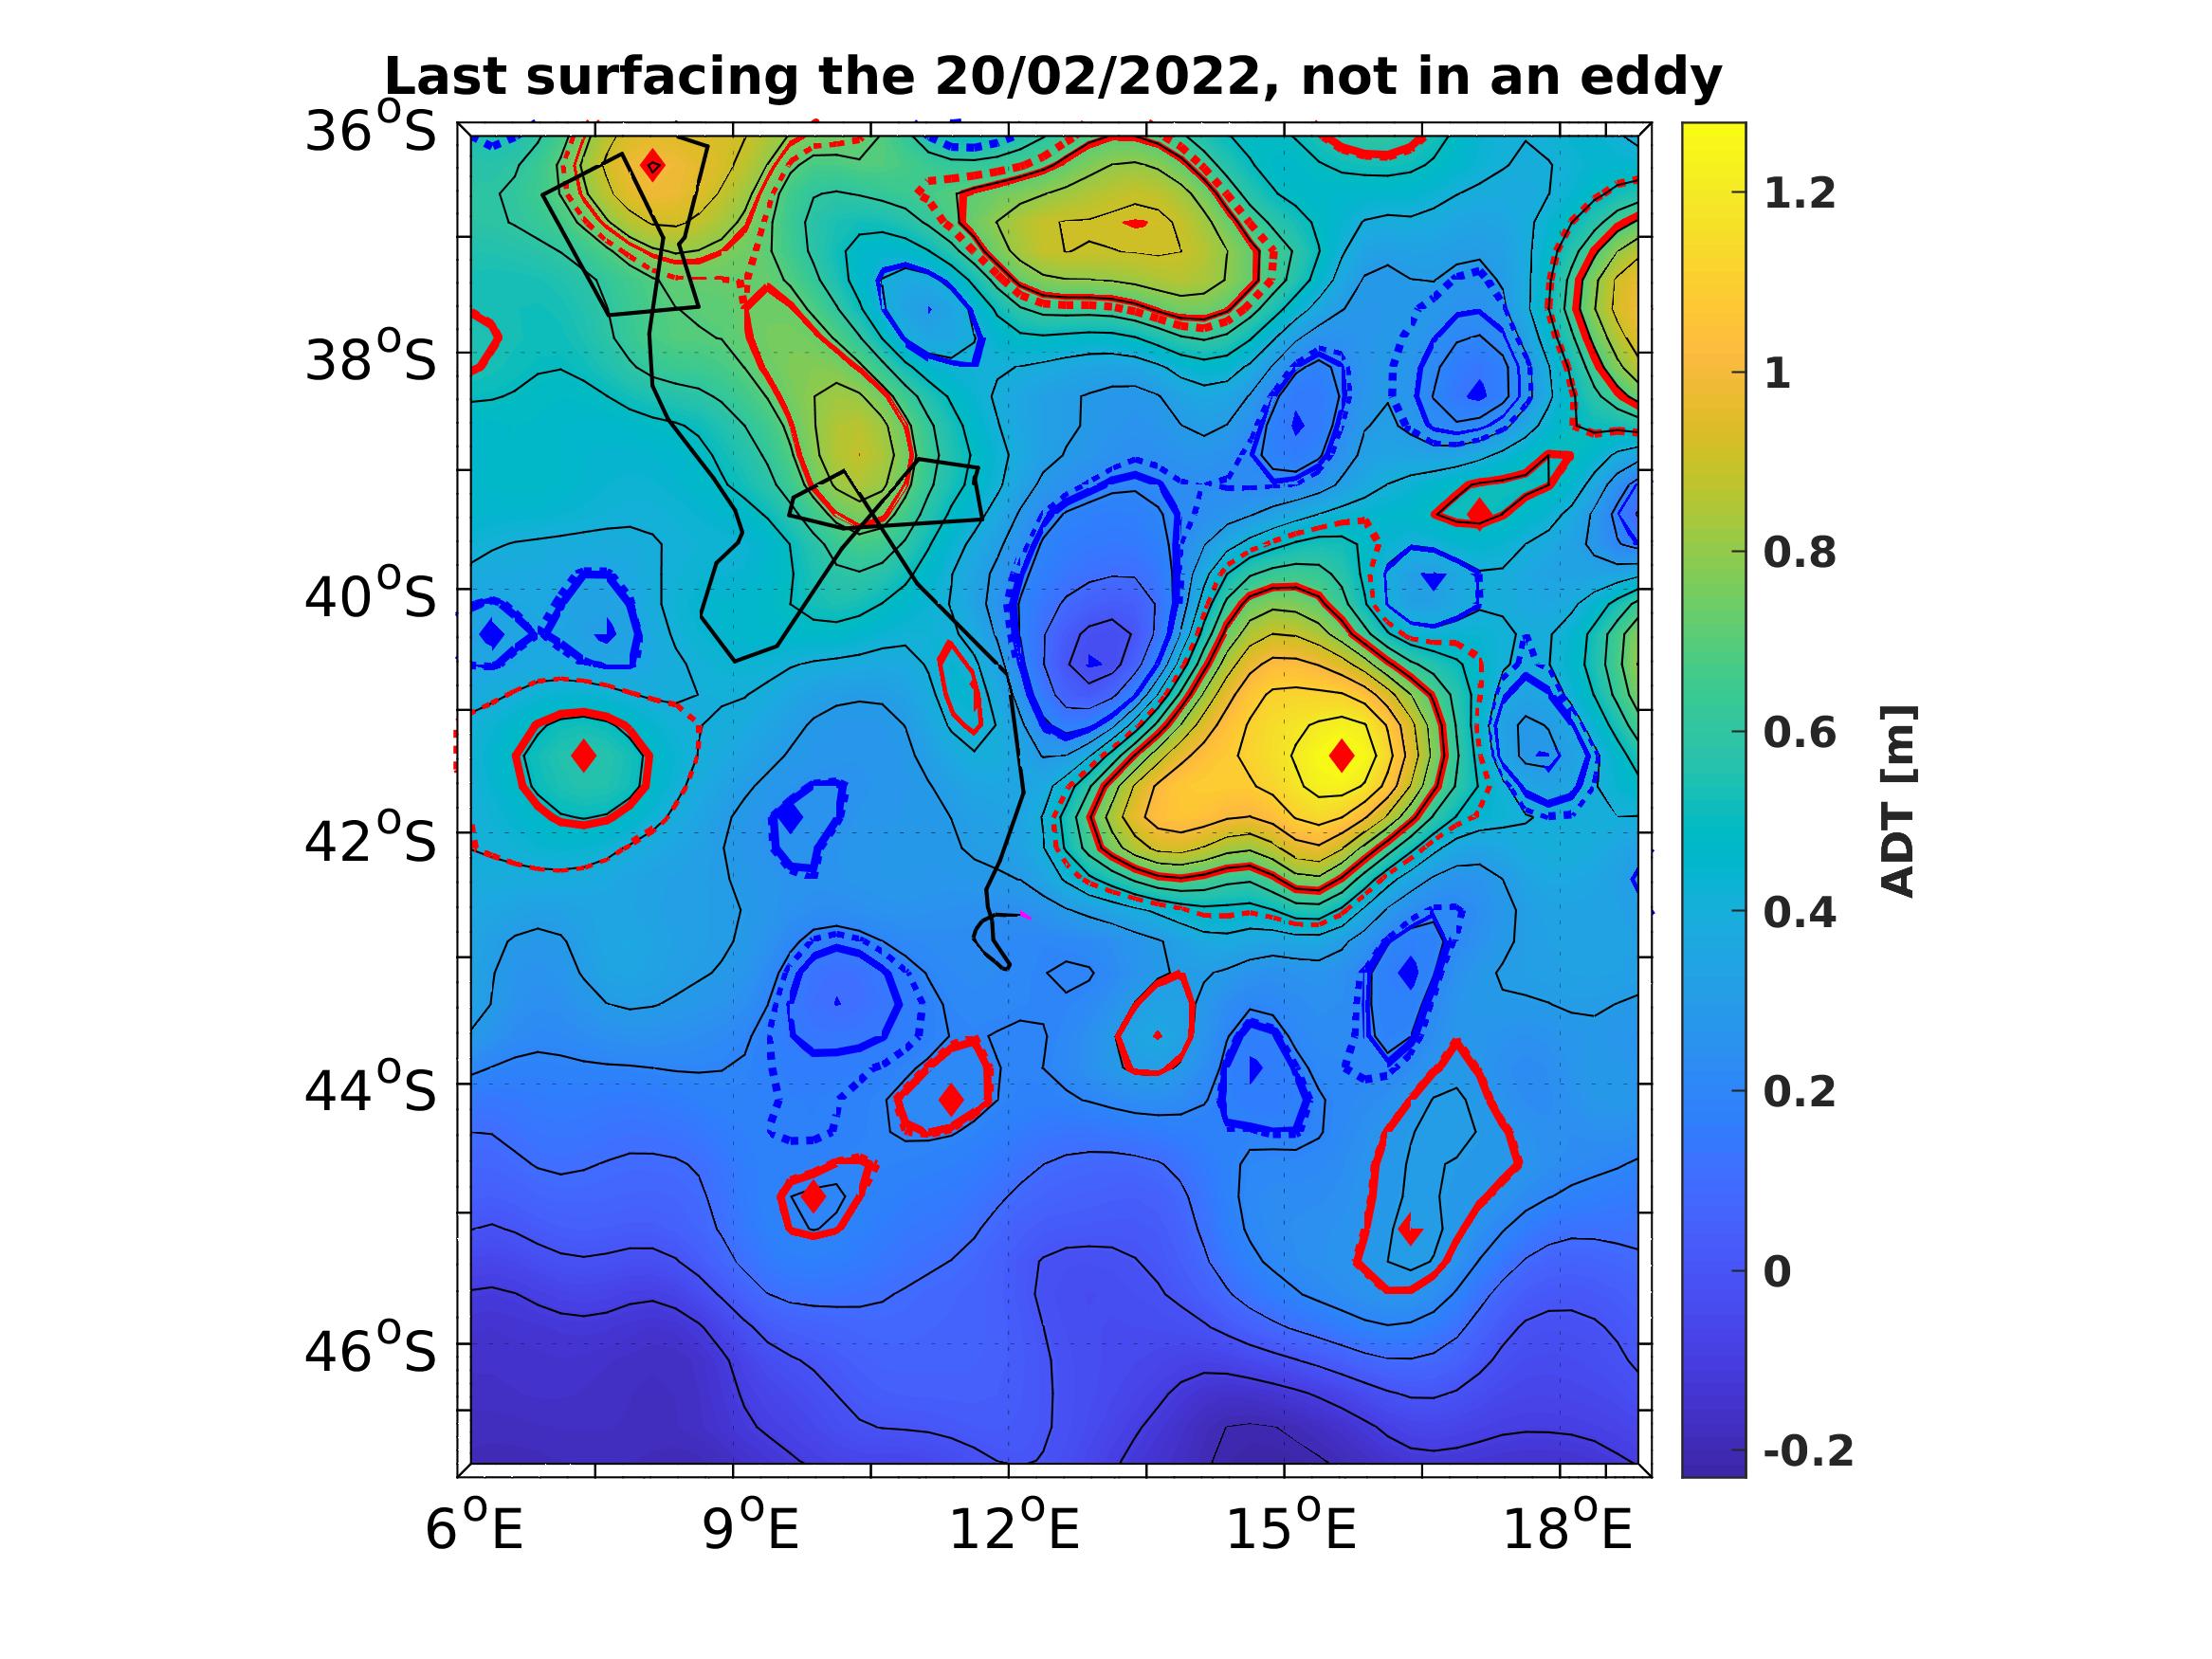 Last surfacing the 20/02/2022, not in an eddy
36°S
38°S
40°S
42°S
44°S
46°S
6°E 9°E 12°E 15°E 18°E
1.2
1
0.8
0.6
0.4
0.2
0
-0.2
ADT [m]